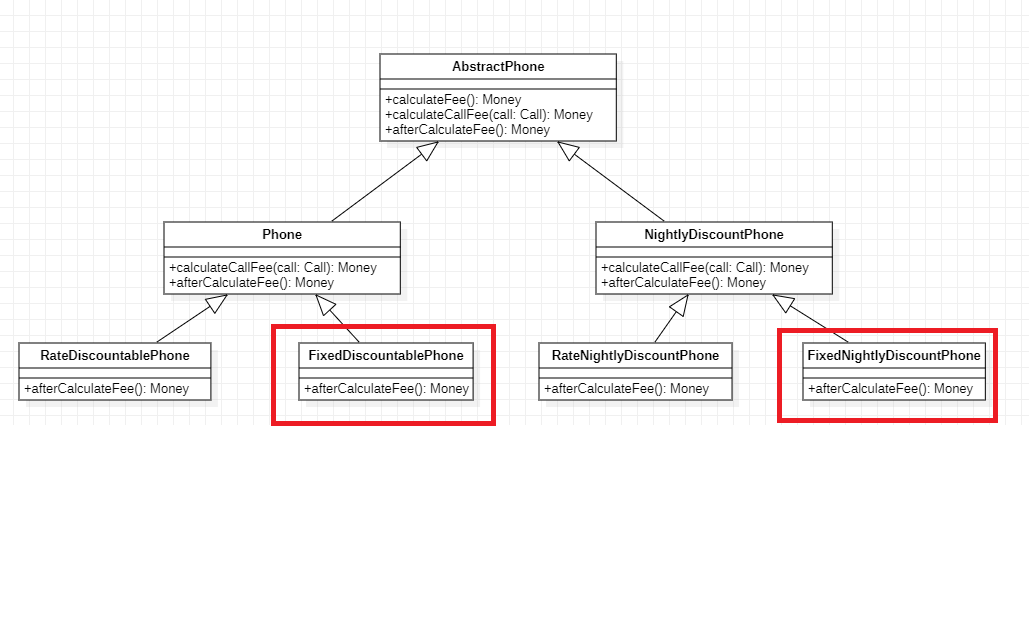 AbstractPhone
+calculateFee(): Money
+calculateCallFee(call: Call): Money
+afterCalculateFee(): Money
Phone
+calculateCallFee(call: Call): Money
+afterCalculateFee(): Money
NightlyDiscountPhone
+calculateCallFee(call: Call): Money
+afterCalculateFee(): Money
RateDiscountablePhone
+afterCalculateFee(): Money
FixedDiscountablePhone
+afterCalculateFee(): Money
RateNightlyDiscountPhone
+afterCalculateFee(): Money
FixedNightlyDiscountPhone
+afterCalculateFee(): Money